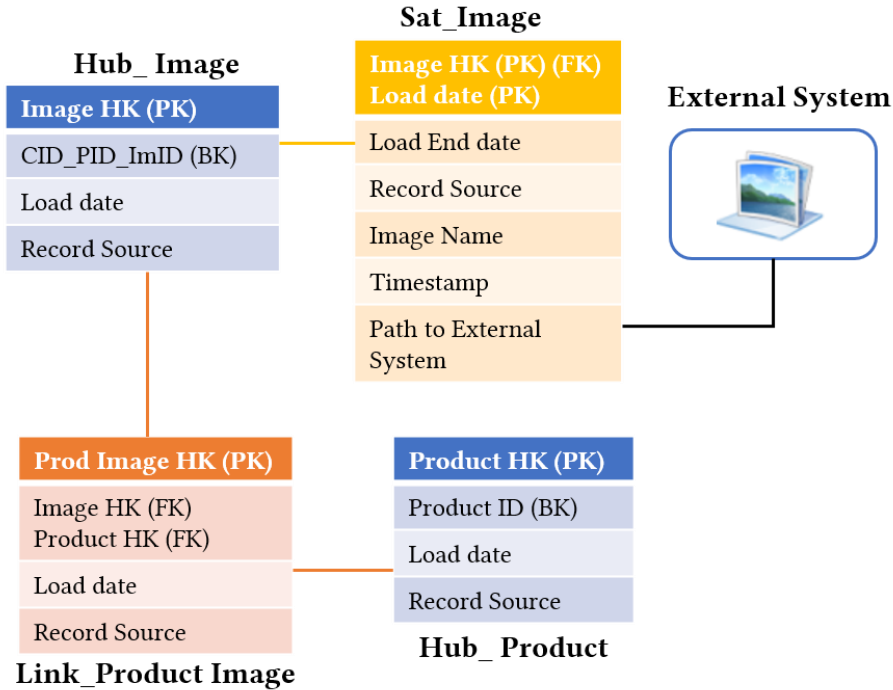 Sat_Image
Hub_ Image
Image HK (PK)
CID_PID_ImID (BK)
Load date
Record Source
Image HK (PK) (FK)
Load date (PK)
Load End date
Record Source
Image Name
Timestamp
Path to External
System
External System
Prod Image HK (PK)
Image HK (FK)
Product HK (FK)
Load date
Record Source
Link_Product Image
Product HK (PK)
Product ID (BK)
Load date
Record Source
Hub_ Product